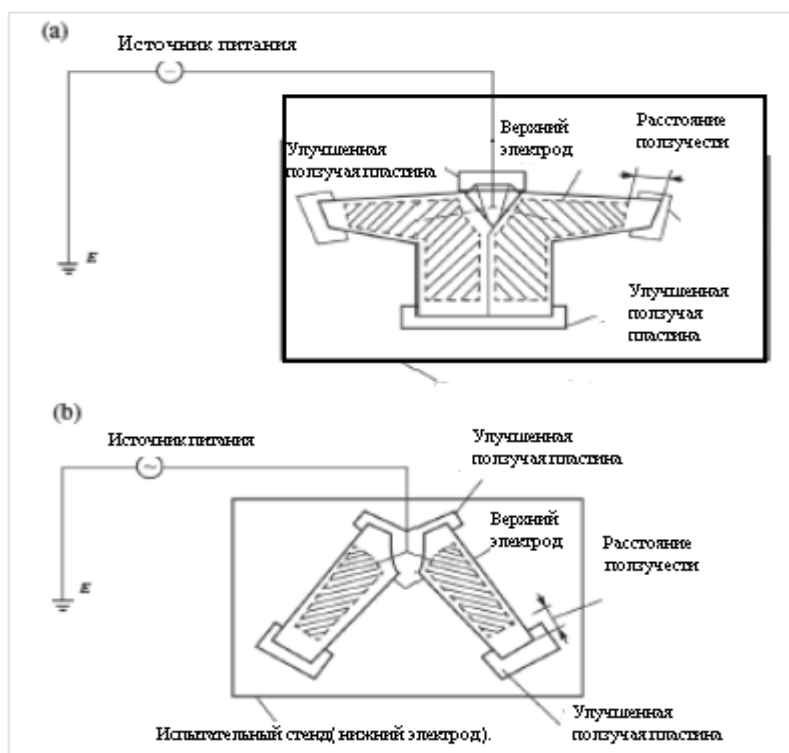 (a)
Источник питания
Верхний
электрод
Расстояние
ползучести
Улучшенная
ползучая пластина
E
Улучшенная
ползучая
пластина
(b)
Источник питания
Улучшенная
ползучая пластина
Верхний
электрод
Расстояние
ползучести
E
Улучшенная
ползучая пластина
Испытательный стенд( нижний электрод).